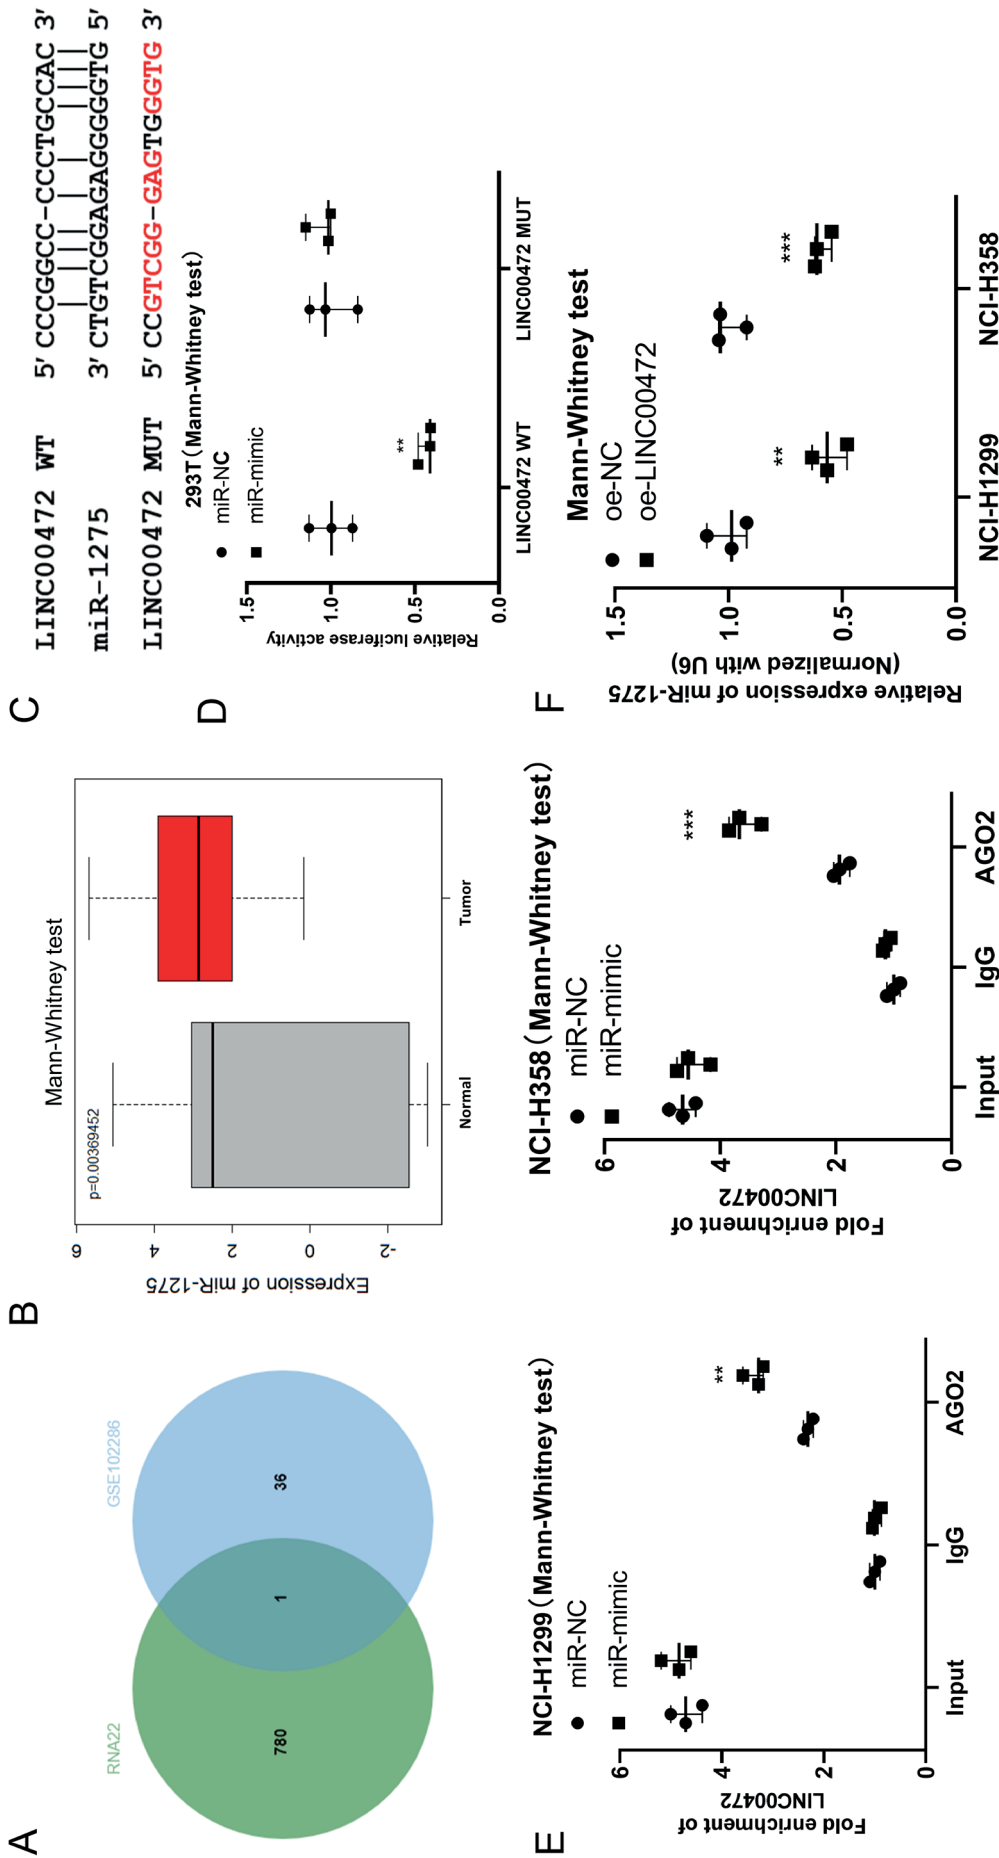 A
RNA22
GSE102286
780
1
36
B
Mann-Whitney test
p=0.00369452
Expression of miR-1275
6
4
2
0
-2
Normal
Tumor
C
LINC00472 WT 5' CCCGGCC-CCCTGCCAC 3'
miR-1275 3' CTGTCGGAGAGGGGGTG 5'
LINC00472 MUT 5' CCGTCGG-GAGTGGGTG 3'
D
293T(Mann-Whitney test)
miR-NC
miR-mimic
Relative luciferase activity
1.5
1.0
0.5
0.0
**
LINC00472 WT
LINC00472 MUT
E
NCI-H1299(Mann-Whitney test)
miR-NC
miR-mimic
Fold enrichment of
LINC00472
6
4
2
0
**
Input
IgG
AGO2
NCI-H358(Mann-Whitney test)
miR-NC
miR-mimic
Fold enrichment of
LINC00472
6
4
2
0
***
Input
IgG
AGO2
F
Mann-Whitney test
oe-NC
oe-LINC00472
Relative expression of miR-1275
(Normalized with U6)
1.5
1.0
0.5
0.0
**
***
NCI-H1299
NCI-H358